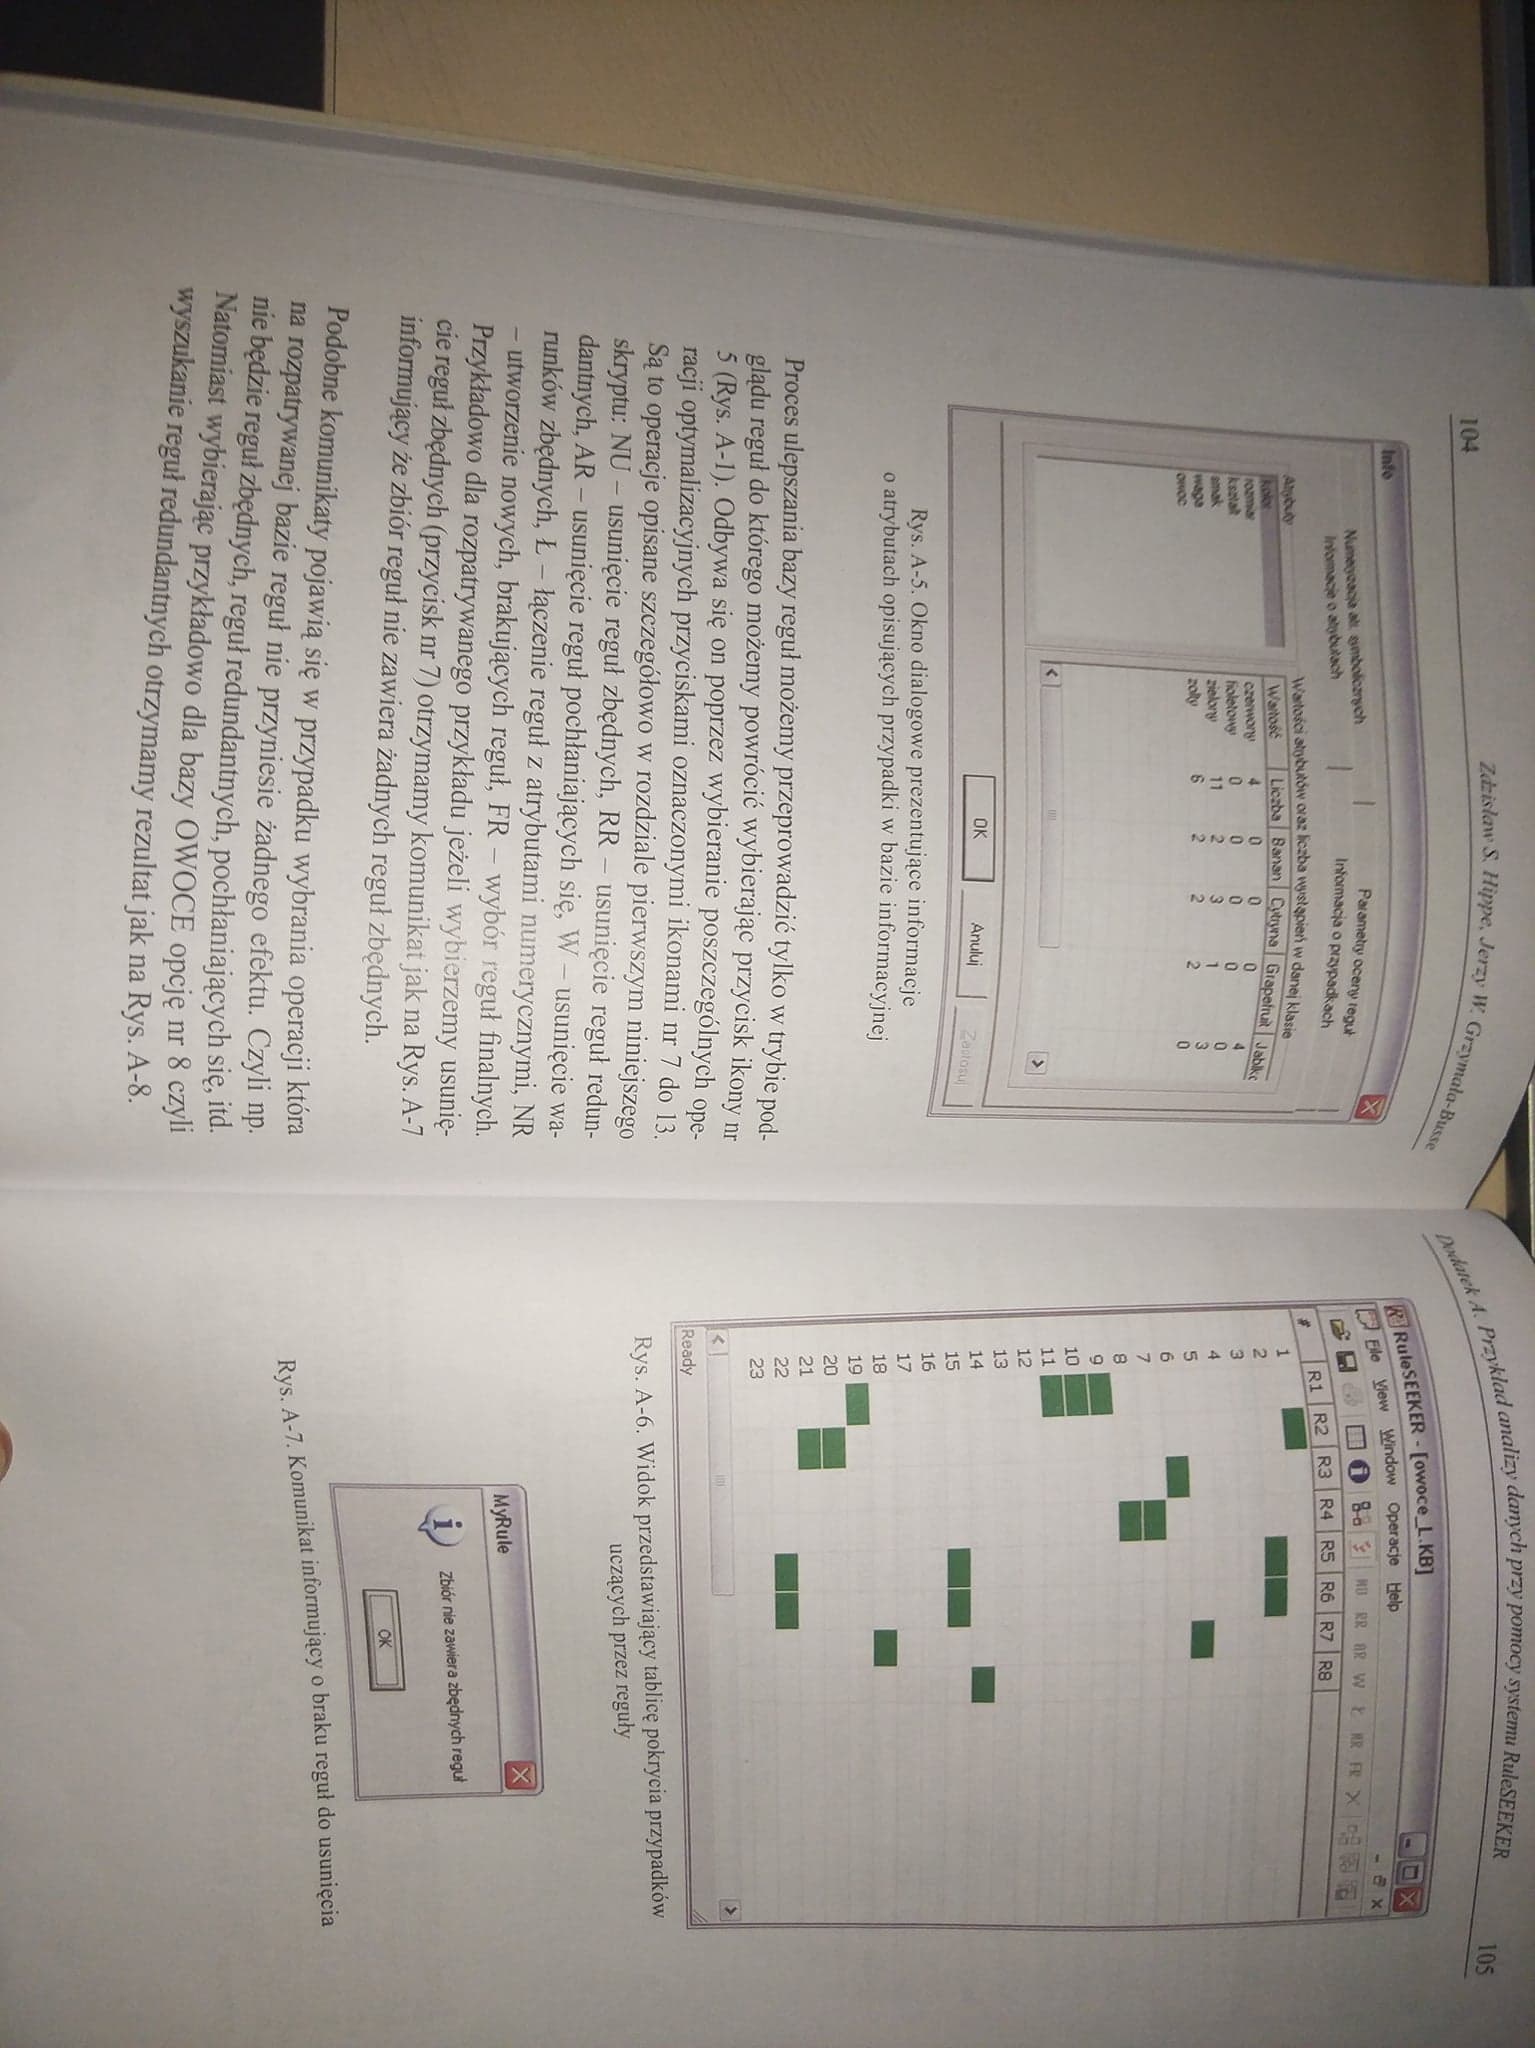 104
Zdzisław S. Hippe, Jerzy W. Grzymała-Busse
Info
Numerycacja atr. symbolicznych
Parametry oceny reguł
Informacje o atrybutach
Informacja o przypadkach
Atrybuty
Wartości atrybutów oraz liczba wystąpień w danej klasie
kolor
rozmiar
kształt
smak
waga
owoc
Wartość Liczba Banan Cytryna Grapefruit Jabłkc
czerwony 4 0 0 0 4
fioletowy 0 0 0 0 0
zielony 11 2 3 1 3
żółty 6 2 2 2 0
OK
Anuluj
Zastosuj
Rys. A-5. Okno dialogowe prezentujące informacje
o atrybutach opisujących przypadki w bazie informacyjnej
Proces ulepszania bazy reguł możemy przeprowadzić tylko w trybie pod-
glądu reguł do którego możemy powrócić wybierając przycisk ikony nr
5 (Rys. A-1). Odbywa się on poprzez wybieranie poszczególnych ope-
racji optymalizacyjnych przyciskami oznaczonymi ikonami nr 7 do 13.
Są to operacje opisane szczegółowo w rozdziale pierwszym niniejszego
skryptu: NU – usunięcie reguł zbędnych, RR – usunięcie reguł redun-
dantnych, AR – usunięcie reguł pochłaniających się, W – usunięcie wa-
runków zbędnych, Ł – łączenie reguł z atrybutami numerycznymi, NR
– utworzenie nowych, brakujących reguł, FR – wybór reguł finalnych.
Przykładowo dla rozpatrywanego przykładu jeżeli wybierzemy usunię-
cie reguł zbędnych (przycisk nr 7) otrzymamy komunikat jak na Rys. A-7
informujący że zbiór reguł nie zawiera żadnych reguł zbędnych.
Podobne komunikaty pojawią się w przypadku wybrania operacji która
na rozpatrywanej bazie reguł nie przyniesie żadnego efektu. Czyli np.
nie będzie reguł zbędnych, reguł redundantnych, pochłaniających się, itd.
Natomiast wybierając przykładowo dla bazy OWOCE opcję nr 8 czyli
wyszukanie reguł redundantnych otrzymamy rezultat jak na Rys. A-8.
Dodatek A. Przykład analizy danych przy pomocy systemu RuleSEEKER
105
RuleSEEKER - [owoce_L.KB]
File View Window Operacje Help
NU RR AR W Ł NR FR
# R1 R2 R3 R4 R5 R6 R7 R8
1
2
3
4
5
6
7
8
9
10
11
12
13
14
15
16
17
18
19
20
21
22
23
Ready
Rys. A-6. Widok przedstawiający tablicę pokrycia przypadków
uczących przez reguły
MyRule
Zbiór nie zawiera zbędnych reguł
OK
Rys. A-7. Komunikat informujący o braku reguł do usunięcia